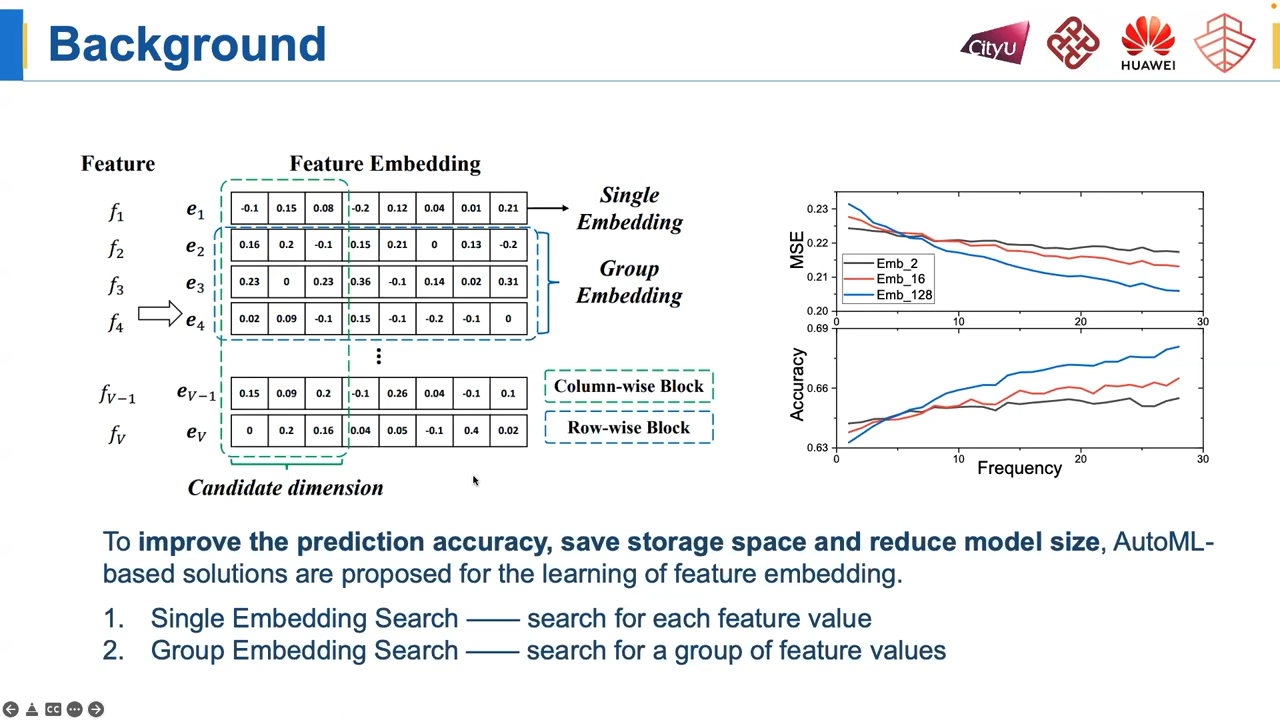 Background
CityU
HUAWEI
Feature
Feature Embedding
f1 e1 -0.1 0.15 0.08 -0.2 0.12 0.04 0.01 0.21
f2 e2 0.16 0.2 -0.1 0.15 0.21 0 0.13 -0.2
f3 e3 0.23 0 0.23 0.36 -0.1 0.14 0.02 0.31
f4 e4 0.02 0.09 -0.1 0.15 -0.1 -0.2 -0.1 0
⋮
fV−1 eV−1 0.15 0.09 0.2 -0.1 0.26 0.04 -0.1 0.1
fV eV 0 0.2 0.16 0.04 0.05 -0.1 0.4 0.02
Single
Embedding
Group
Embedding
Column-wise Block
Row-wise Block
Candidate dimension
MSE
0.23
0.22
0.21
0.20
Emb_2
Emb_16
Emb_128
0 10 20 30
Accuracy
0.69
0.66
0.63
0 10 20 30
Frequency
To improve the prediction accuracy, save storage space and reduce model size, AutoML-
based solutions are proposed for the learning of feature embedding.
1. Single Embedding Search —— search for each feature value
2. Group Embedding Search —— search for a group of feature values
CC